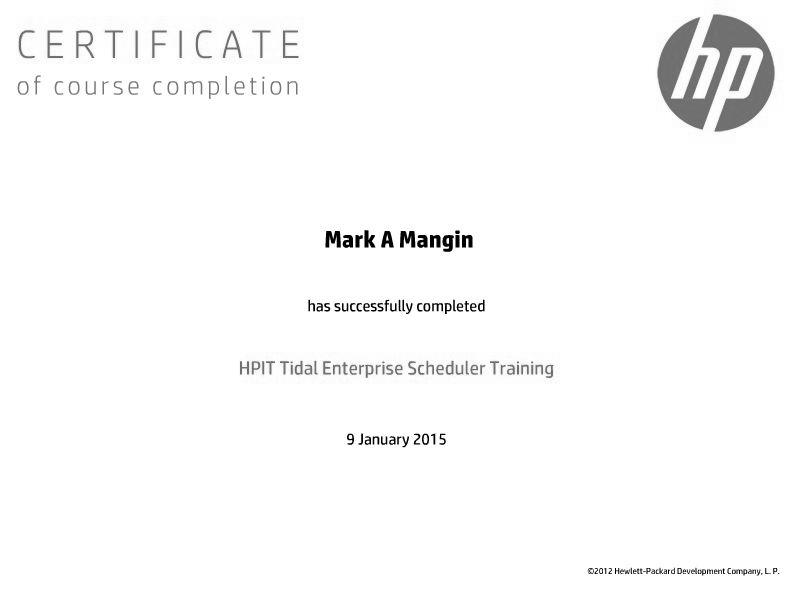 CERTIFICATE
of course completion
hp
Mark A Mangin
has successfully completed
HPIT Tidal Enterprise Scheduler Training
9 January 2015
©2012 Hewlett-Packard Development Company, L. P.